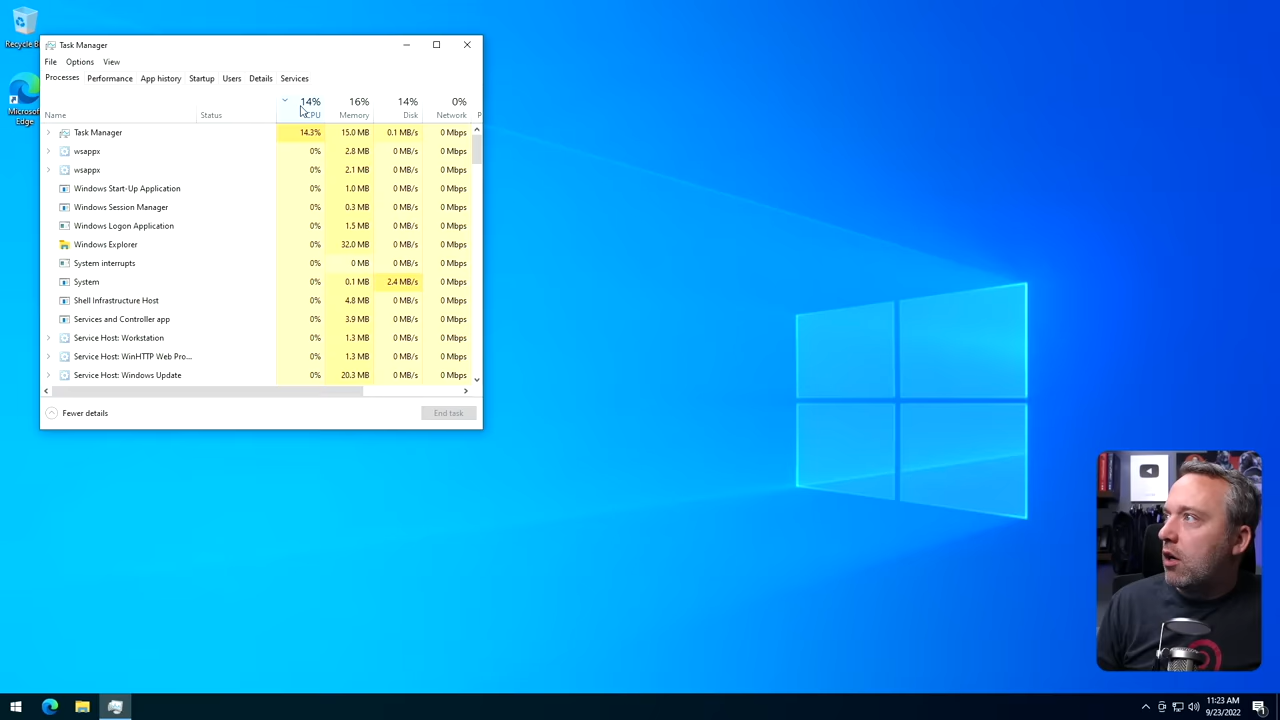 Recycle B
Microsoft
Edge
Task Manager
File Options View
Processes Performance App history Startup Users Details Services
14% 16% 14% 0%
Name Status CPU Memory Disk Network P
Task Manager 14.3% 15.0 MB 0.1 MB/s 0 Mbps
wsappx 0% 2.8 MB 0 MB/s 0 Mbps
wsappx 0% 2.1 MB 0 MB/s 0 Mbps
Windows Start-Up Application 0% 1.0 MB 0 MB/s 0 Mbps
Windows Session Manager 0% 0.3 MB 0 MB/s 0 Mbps
Windows Logon Application 0% 1.5 MB 0 MB/s 0 Mbps
Windows Explorer 0% 32.0 MB 0 MB/s 0 Mbps
System interrupts 0% 0 MB 0 MB/s 0 Mbps
System 0% 0.1 MB 2.4 MB/s 0 Mbps
Shell Infrastructure Host 0% 4.8 MB 0 MB/s 0 Mbps
Services and Controller app 0% 3.9 MB 0 MB/s 0 Mbps
Service Host: Workstation 0% 1.3 MB 0 MB/s 0 Mbps
Service Host: WinHTTP Web Pro... 0% 1.3 MB 0 MB/s 0 Mbps
Service Host: Windows Update 0% 20.3 MB 0 MB/s 0 Mbps
Fewer details End task
11:23 AM
9/23/2022
1